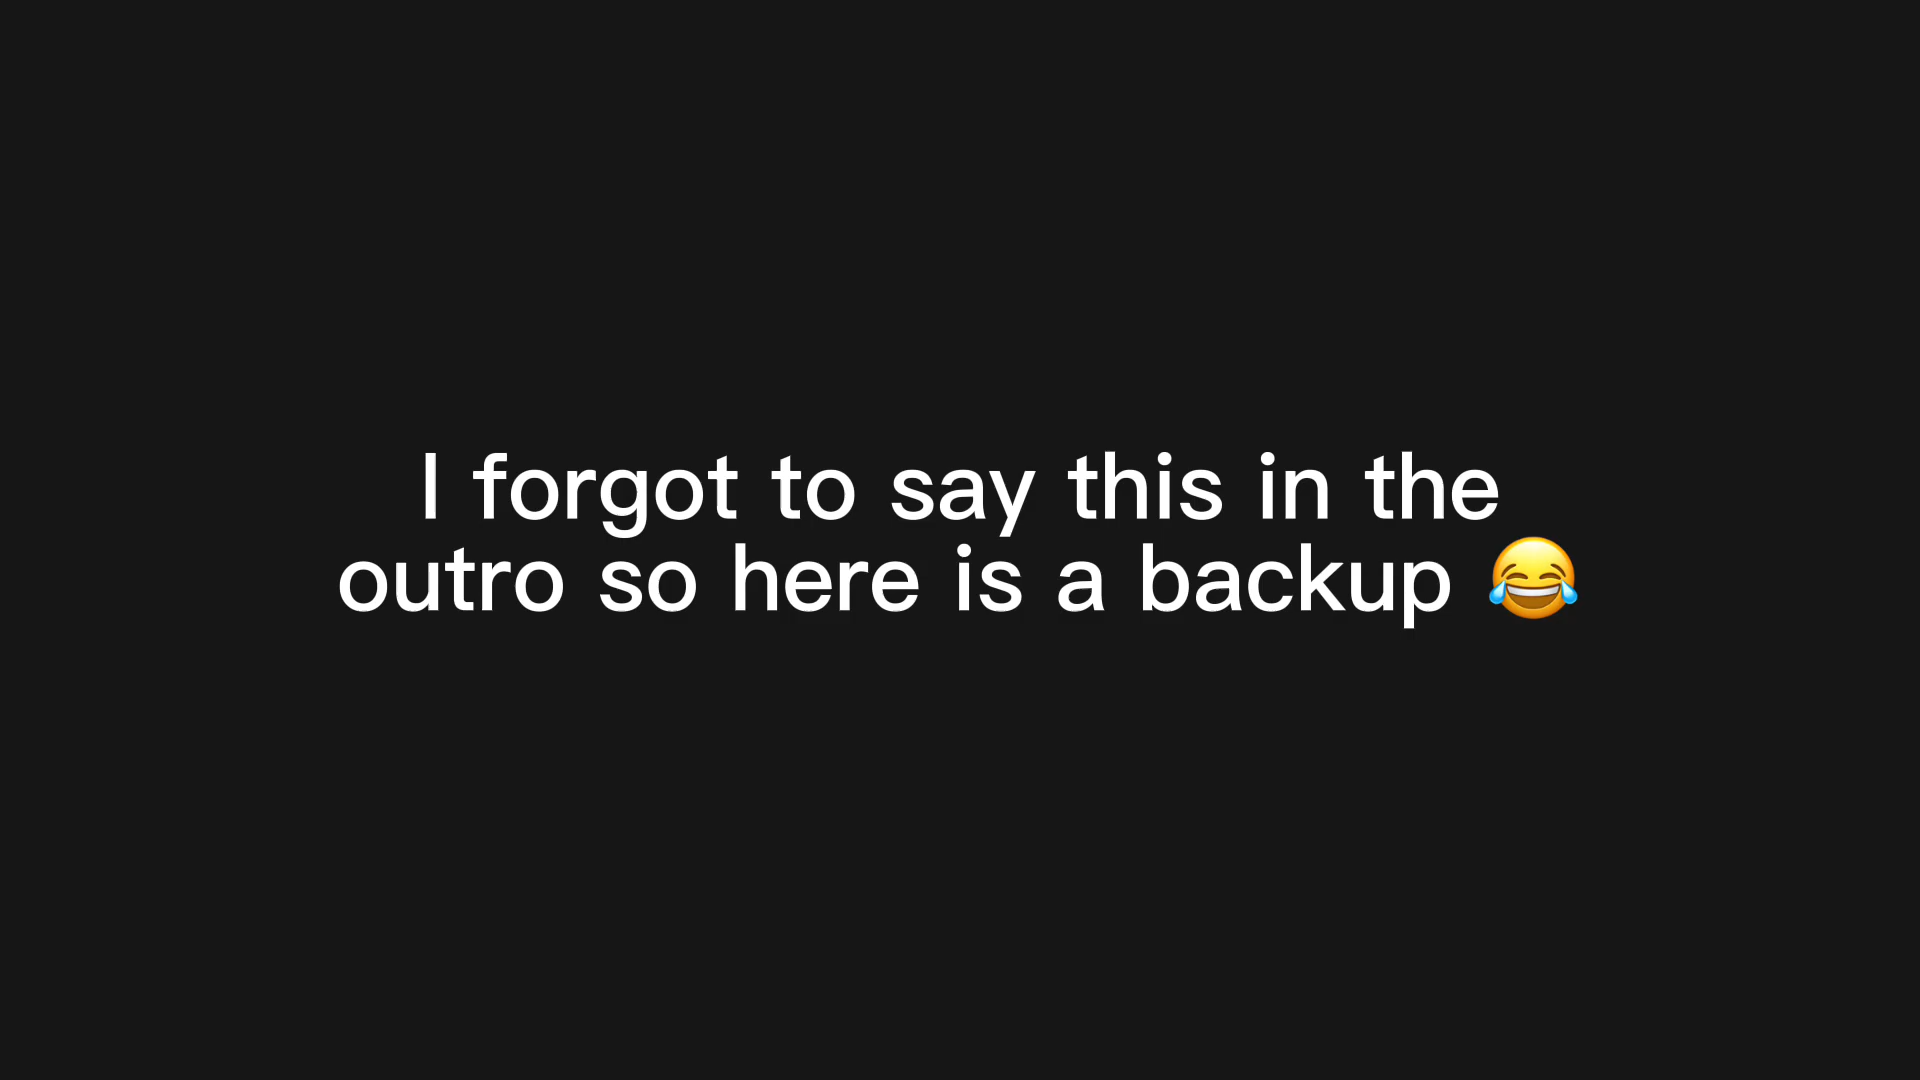 I forgot to say this in the
outro so here is a backup 😂